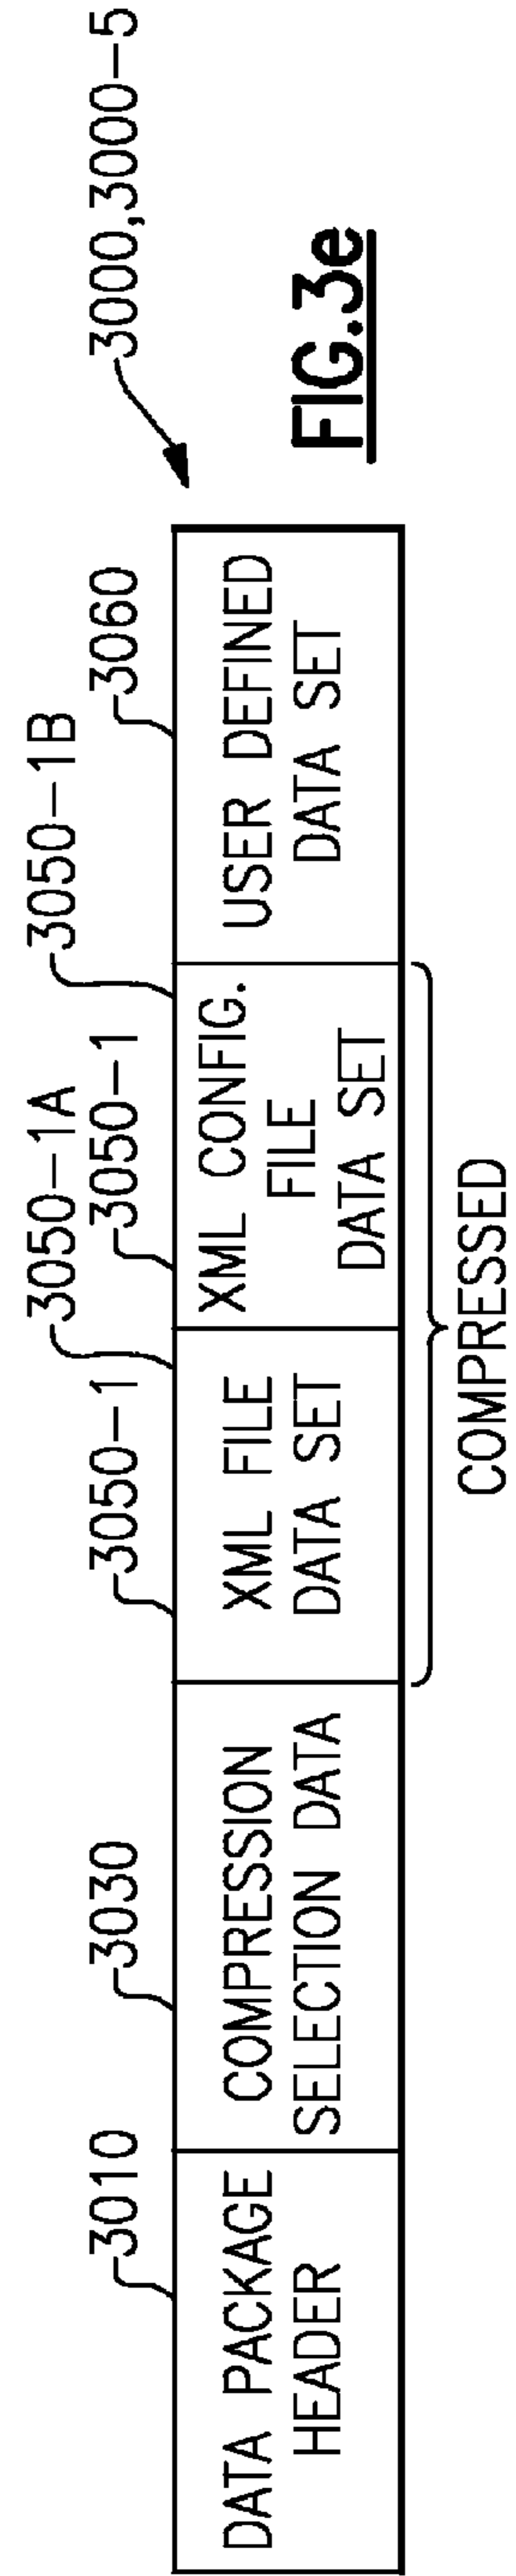 3000,3000-5
FIG.3e
3050-1A
3050-1B
3010
3030
3050-1
3050-1
3060
DATA PACKAGE
HEADER
COMPRESSION
SELECTION DATA
XML FILE
DATA SET
XML CONFIG.
FILE
DATA SET
USER DEFINED
DATA SET
COMPRESSED